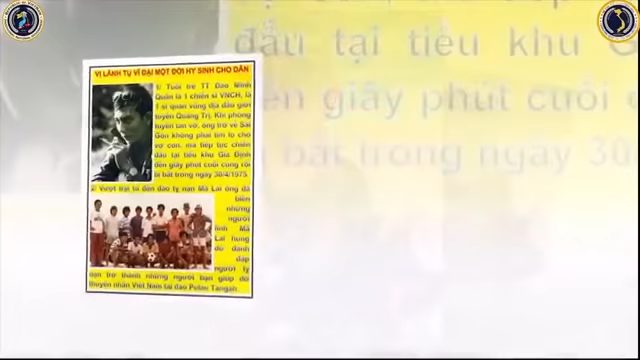 đầu tại tiểu khu
đến giây phút cuối
bị bắt trong ngày 30
VỊ LÃNH TỤ VĨ ĐẠI MỘT ĐỜI HY SINH CHO DÂN
1/ Tuổi trẻ TT Đào Minh
Quân là 1 chiến sĩ VNCH, là
1 sĩ quan vùng địa đầu giới
tuyến Quảng Trị. Khi phòng
tuyến tan vỡ, ông trở về Sài
Gòn không phải tìm lo cho
vợ con, mà tiếp tục chiến
đấu tại tiểu khu Gia Định
đến giây phút cuối cùng rồi
bị bắt trong ngày 30/4/1975.
2/ Vượt trại tù đến đảo tỵ nạn Mã Lai ông đã
biến
những
người
lính Mã
Lai hung
dữ đánh
đập
người tỵ
nạn trở thành những người bạn giúp đỡ
thuyền nhân Việt Nam tại đảo Pulau Tangah